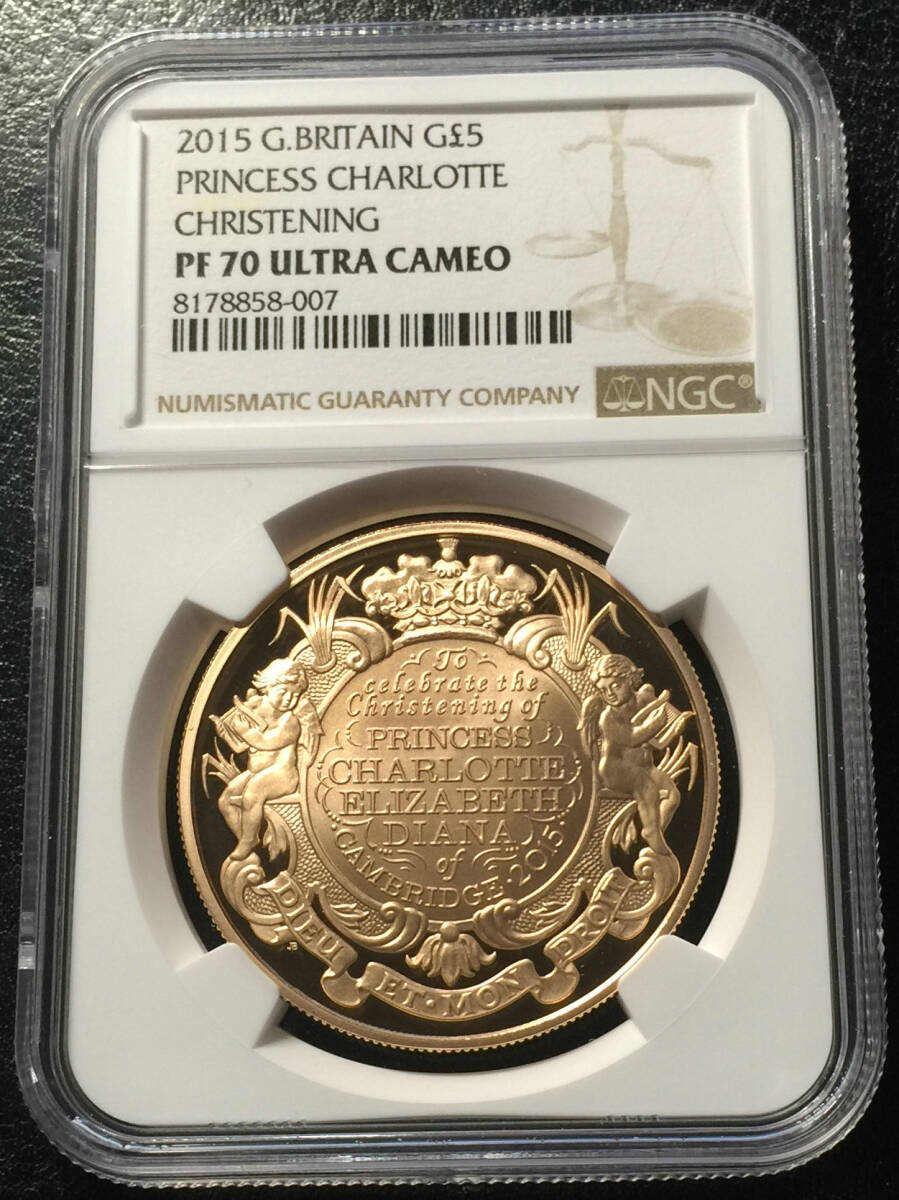 2015 G.BRITAIN G£5
PRINCESS CHARLOTTE
CHRISTENING
PF 70 ULTRA CAMEO
8178858-007
NUMISMATIC GUARANTY COMPANY
NGC®
To
celebrate the
Christening of
PRINCESS
CHARLOTTE
ELIZABETH
DIANA
of
CAMBRIDGE·2015·
DIEU ET·MON DROIT
JB